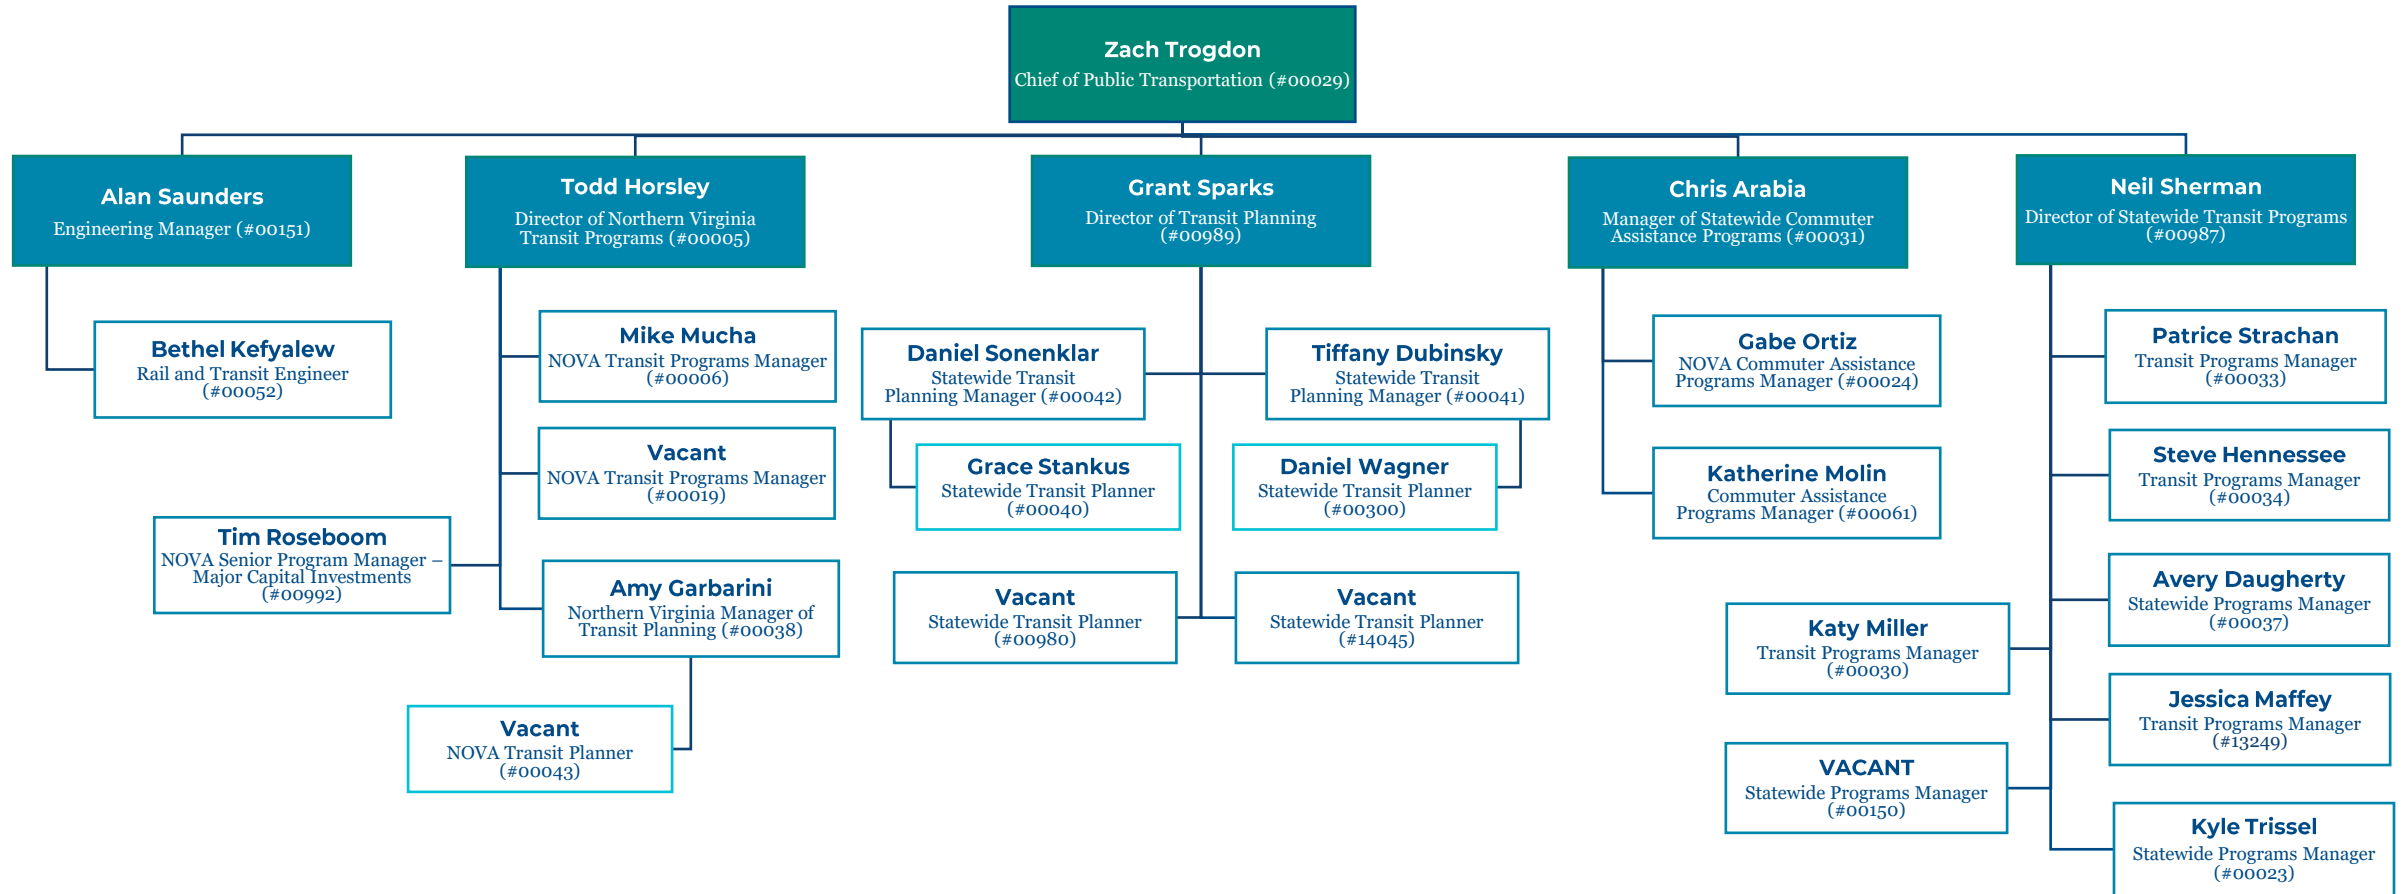 Zach Trogdon
Chief of Public Transportation (#00029)
Alan Saunders
Engineering Manager (#00151)
Todd Horsley
Director of Northern Virginia
Transit Programs (#00005)
Grant Sparks
Director of Transit Planning
(#00989)
Chris Arabia
Manager of Statewide Commuter
Assistance Programs (#00031)
Neil Sherman
Director of Statewide Transit Programs
(#00987)
Bethel Kefyalew
Rail and Transit Engineer
(#00052)
Mike Mucha
NOVA Transit Programs Manager
(#00006)
Vacant
NOVA Transit Programs Manager
(#00019)
Tim Roseboom
NOVA Senior Program Manager –
Major Capital Investments
(#00992)
Amy Garbarini
Northern Virginia Manager of
Transit Planning (#00038)
Vacant
NOVA Transit Planner
(#00043)
Daniel Sonenklar
Statewide Transit
Planning Manager (#00042)
Tiffany Dubinsky
Statewide Transit
Planning Manager (#00041)
Grace Stankus
Statewide Transit Planner
(#00040)
Daniel Wagner
Statewide Transit Planner
(#00300)
Vacant
Statewide Transit Planner
(#00980)
Vacant
Statewide Transit Planner
(#14045)
Gabe Ortiz
NOVA Commuter Assistance
Programs Manager (#00024)
Katherine Molin
Commuter Assistance
Programs Manager (#00061)
Patrice Strachan
Transit Programs Manager
(#00033)
Steve Hennessee
Transit Programs Manager
(#00034)
Avery Daugherty
Statewide Programs Manager
(#00037)
Katy Miller
Transit Programs Manager
(#00030)
Jessica Maffey
Transit Programs Manager
(#13249)
VACANT
Statewide Programs Manager
(#00150)
Kyle Trissel
Statewide Programs Manager
(#00023)